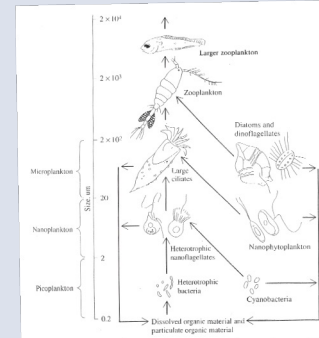 2 × 10⁴
Larger zooplankton
2 × 10³
Zooplankton
Diatoms and
dinoflagellates
2 × 10²
Microplankton
Large
ciliates
Size, um.
20
Nanoplankton
Nanophytoplankton
Heterotrophic
nanoflagellates
2
Picoplankton
Heterotrophic
bacteria
Cyanobacteria
0.2
Dissolved organic material and
particulate organic material